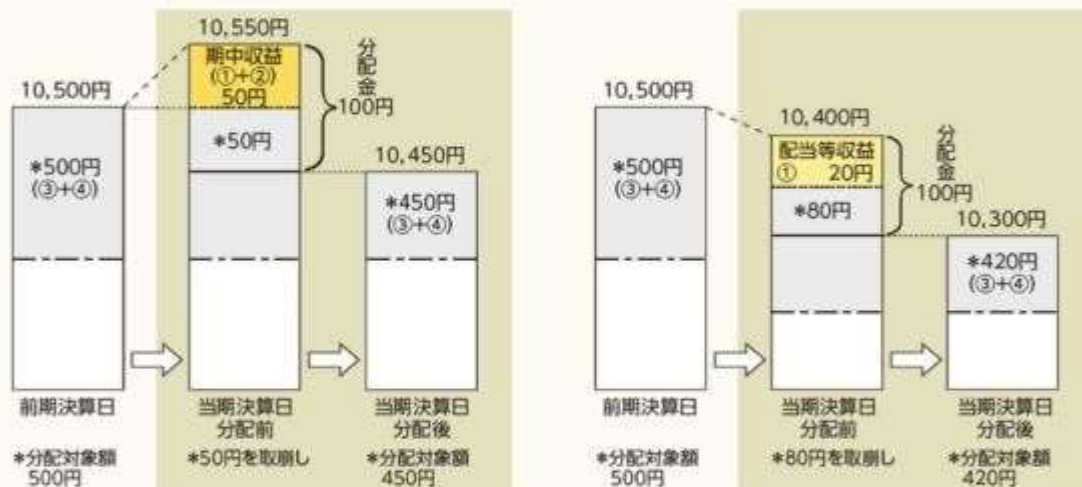 10,550円
期中収益
(①+②)
50円
*50円
分配金
100円
10,500円
*500円
(③+④)
10,450円
*450円
(③+④)
前期決算日
当期決算日
分配前
当期決算日
分配後
*分配対象額
500円
*50円を取崩し
*分配対象額
450円
10,500円
*500円
(③+④)
10,400円
配当等収益
① 20円
*80円
分配金
100円
10,300円
*420円
(③+④)
前期決算日
当期決算日
分配前
当期決算日
分配後
*分配対象額
500円
*80円を取崩し
*分配対象額
420円